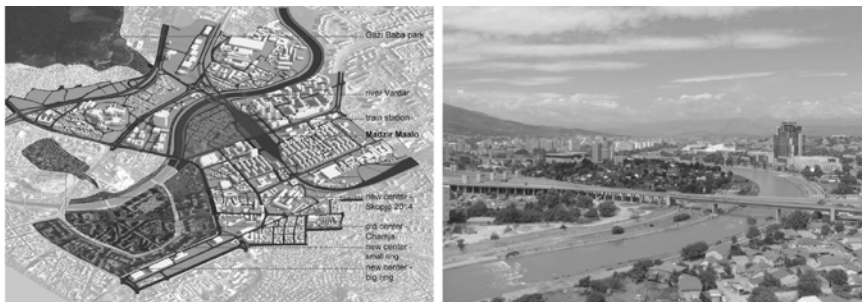 Gazi Baba park
river Vardar
train station
Madzir Maalo
new center -
Skopje 2014
old center -
Charsija
new center -
small ring
new center -
big ring